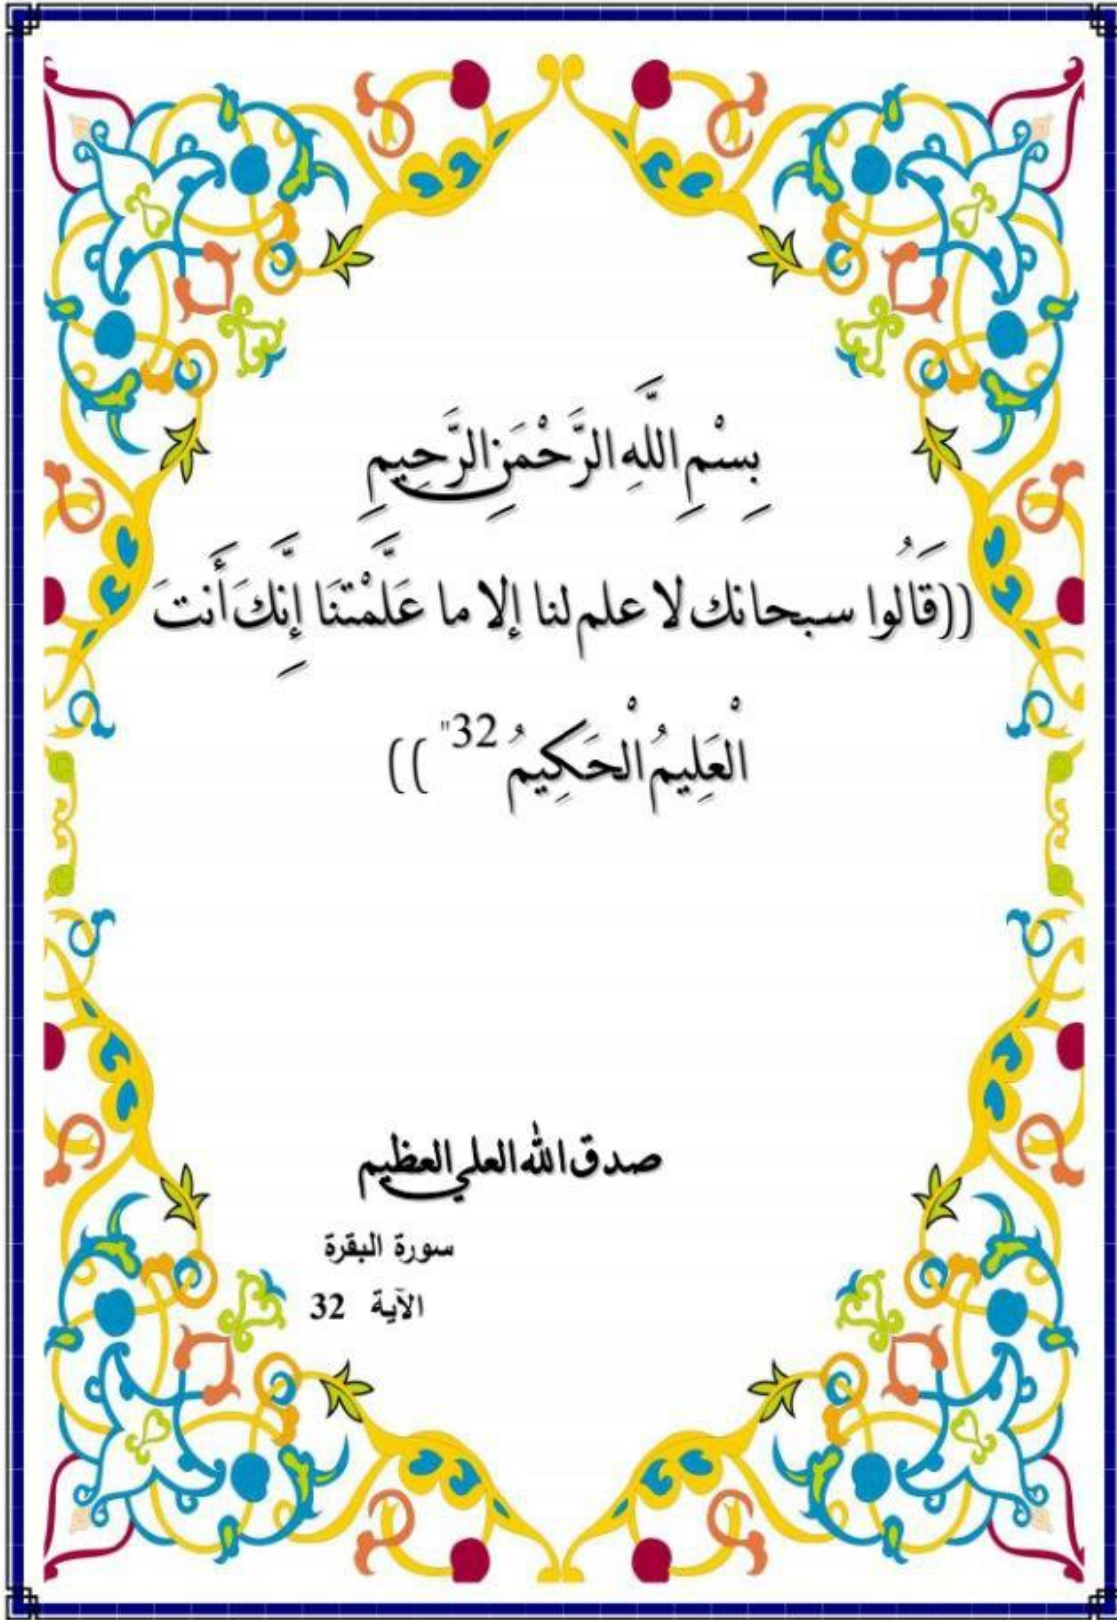 بِسْمِ اللَّهِ الرَّحْمَنِ الرَّحِيمِ
((قَالُوا سبحانك لا علم لنا إلا ما عَلَّمْتنَا إِنَّكَ أَنتَ
الْعَلِيمُ الْحَكِيمُ 32" ))
صدق الله العلي العظيم
سورة البقرة
الآية 32